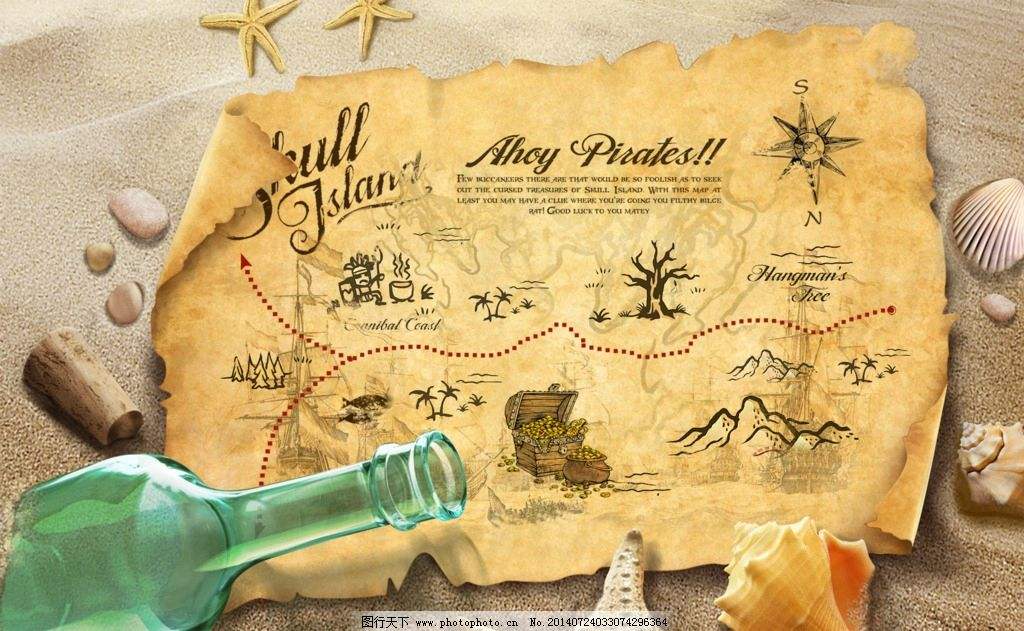 Skull
Island
Ahoy Pirates!!
FEW BUCCANEERS THERE ARE THAT WOULD BE SO FOOLISH AS TO SEEK
OUT THE CURSED TREASURES OF SKULL ISLAND. WITH THIS MAP AT
LEAST YOU MAY HAVE A CLUE WHERE YOU'RE GOING YOU FILTHY BILGE
RAT! GOOD LUCK TO YOU MATEY
S
N
Hangman's
Tree
Cannibal Coast
图行天下 www.photophoto.cn No.20140724033074296364